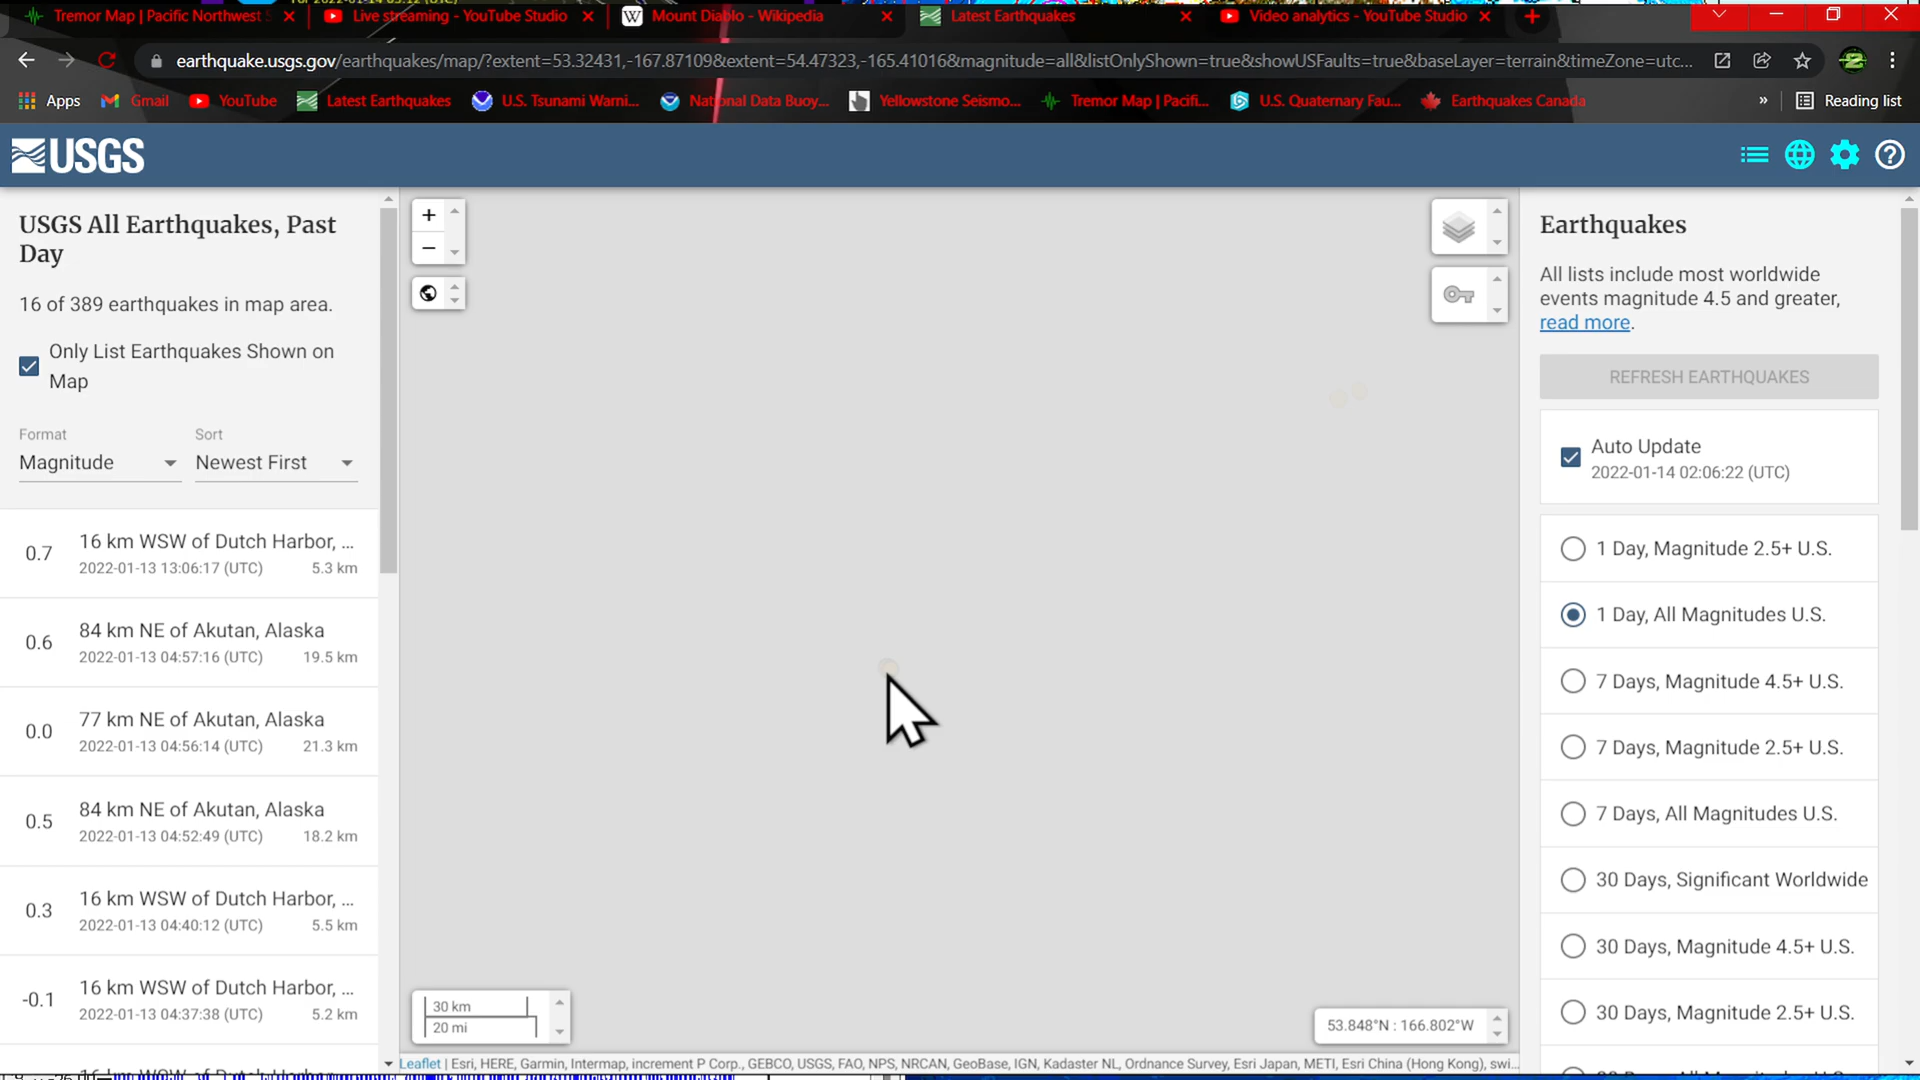 Tremor Map | Pacific Northwest S
Live streaming - YouTube Studio
Mount Diablo - Wikipedia
Latest Earthquakes
Video analytics - YouTube Studio
earthquake.usgs.gov/earthquakes/map/?extent=53.32431,-167.87109&extent=54.47323,-165.41016&magnitude=all&listOnlyShown=true&showUSFaults=true&baseLayer=terrain&timeZone=utc...
Apps
Gmail
YouTube
Latest Earthquakes
U.S. Tsunami Warni...
National Data Buoy...
Yellowstone Seismo...
Tremor Map | Pacifi...
U.S. Quaternary Fau...
Earthquakes Canada
»
Reading list
USGS
USGS All Earthquakes, Past
Day
16 of 389 earthquakes in map area.
Only List Earthquakes Shown on
Map
Format
Sort
Magnitude
Newest First
0.7
16 km WSW of Dutch Harbor, ...
2022-01-13 13:06:17 (UTC) 5.3 km
0.6
84 km NE of Akutan, Alaska
2022-01-13 04:57:16 (UTC) 19.5 km
0.0
77 km NE of Akutan, Alaska
2022-01-13 04:56:14 (UTC) 21.3 km
0.5
84 km NE of Akutan, Alaska
2022-01-13 04:52:49 (UTC) 18.2 km
0.3
16 km WSW of Dutch Harbor, ...
2022-01-13 04:40:12 (UTC) 5.5 km
-0.1
16 km WSW of Dutch Harbor, ...
2022-01-13 04:37:38 (UTC) 5.2 km
+
−
30 km
20 mi
53.848°N : 166.802°W
Leaflet | Esri, HERE, Garmin, Intermap, increment P Corp., GEBCO, USGS, FAO, NPS, NRCAN, GeoBase, IGN, Kadaster NL, Ordnance Survey, Esri Japan, METI, Esri China (Hong Kong), swi...
Earthquakes
All lists include most worldwide
events magnitude 4.5 and greater,
read more.
REFRESH EARTHQUAKES
Auto Update
2022-01-14 02:06:22 (UTC)
1 Day, Magnitude 2.5+ U.S.
1 Day, All Magnitudes U.S.
7 Days, Magnitude 4.5+ U.S.
7 Days, Magnitude 2.5+ U.S.
7 Days, All Magnitudes U.S.
30 Days, Significant Worldwide
30 Days, Magnitude 4.5+ U.S.
30 Days, Magnitude 2.5+ U.S.